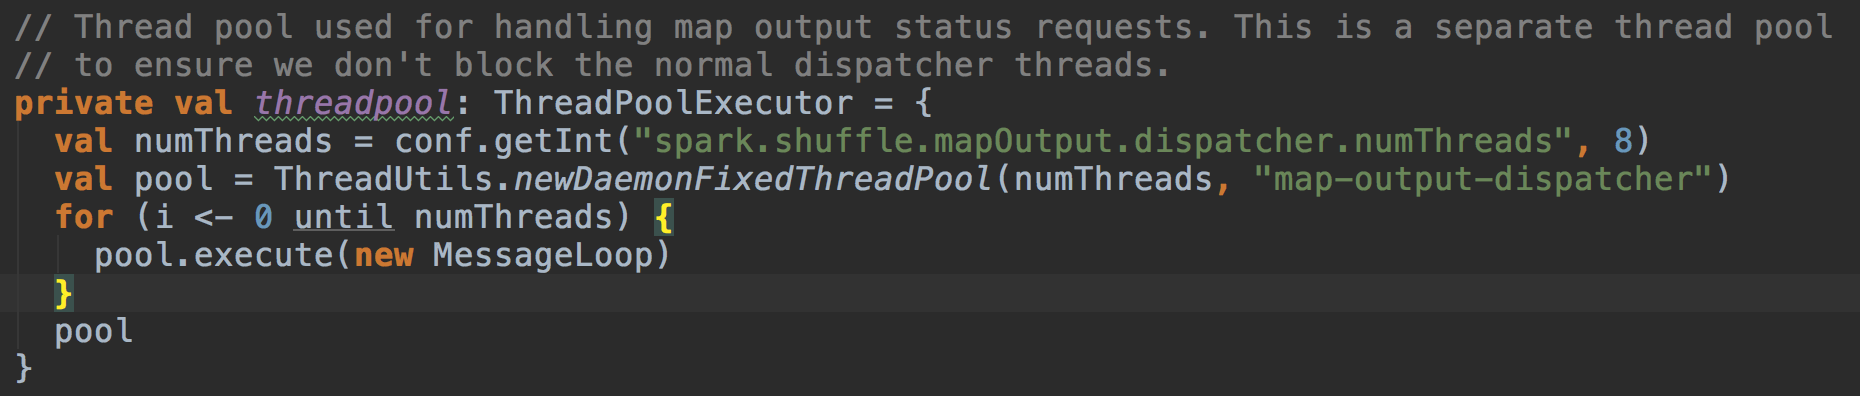 // Thread pool used for handling map output status requests. This is a separate thread pool
// to ensure we don't block the normal dispatcher threads.
private val threadpool: ThreadPoolExecutor = {
  val numThreads = conf.getInt("spark.shuffle.mapOutput.dispatcher.numThreads", 8)
  val pool = ThreadUtils.newDaemonFixedThreadPool(numThreads, "map-output-dispatcher")
  for (i <- 0 until numThreads) {
    pool.execute(new MessageLoop)
  }
  pool
}